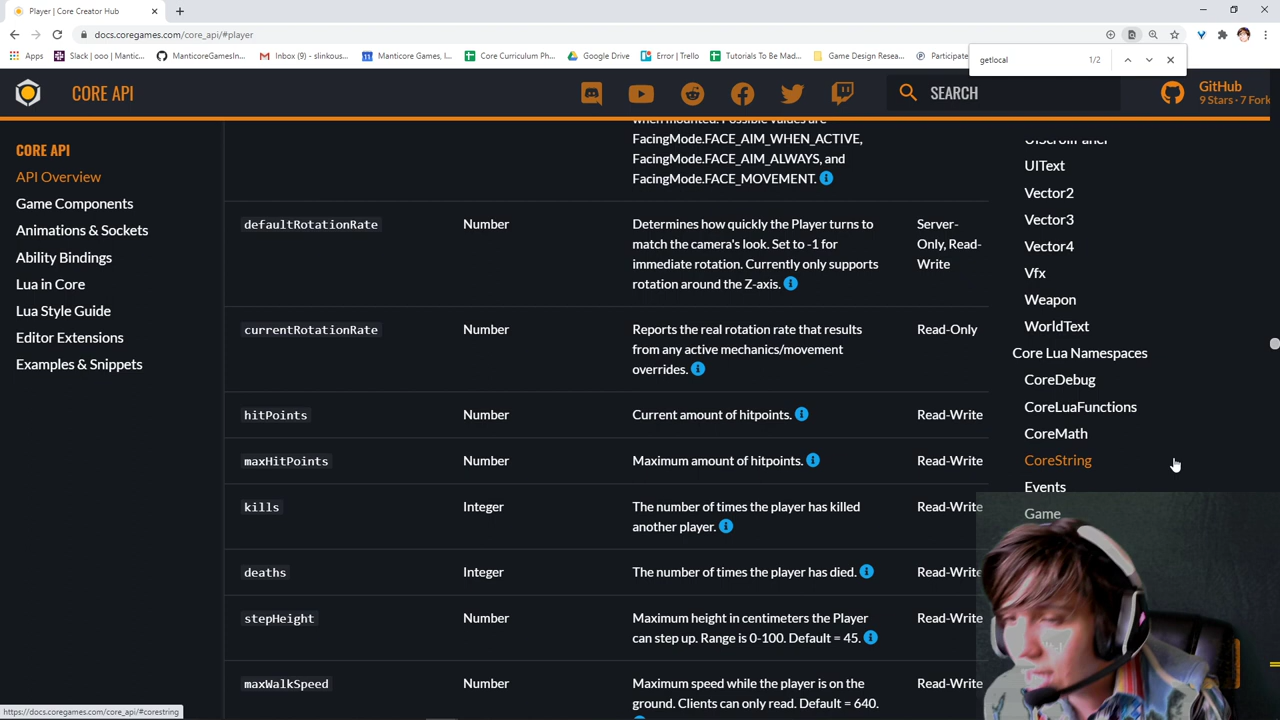 Player | Core Creator Hub
docs.coregames.com/core_api/#player
Apps
Slack | ooo | Mantic...
ManticoreGamesIn...
Inbox (9) - slinkous...
Manticore Games, I...
Core Curriculum Ph...
Google Drive
Error | Trello
Tutorials To Be Mad...
Game Design Resea...
Participate
getlocal
1/2
CORE API
SEARCH
GitHub
9 Stars · 7 Fork
CORE API
API Overview
Game Components
Animations & Sockets
Ability Bindings
Lua in Core
Lua Style Guide
Editor Extensions
Examples & Snippets
when mounted. Possible values are
FacingMode.FACE_AIM_WHEN_ACTIVE,
FacingMode.FACE_AIM_ALWAYS, and
FacingMode.FACE_MOVEMENT.
defaultRotationRate
Number
Determines how quickly the Player turns to
match the camera's look. Set to -1 for
immediate rotation. Currently only supports
rotation around the Z-axis.
Server-
Only, Read-
Write
currentRotationRate
Number
Reports the real rotation rate that results
from any active mechanics/movement
overrides.
Read-Only
hitPoints
Number
Current amount of hitpoints.
Read-Write
maxHitPoints
Number
Maximum amount of hitpoints.
Read-Write
kills
Integer
The number of times the player has killed
another player.
Read-Write
deaths
Integer
The number of times the player has died.
Read-Write
stepHeight
Number
Maximum height in centimeters the Player
can step up. Range is 0-100. Default = 45.
Read-Write
maxWalkSpeed
Number
Maximum speed while the player is on the
ground. Clients can only read. Default = 640.
Read-Write
UIScrollPanel
UIText
Vector2
Vector3
Vector4
Vfx
Weapon
WorldText
Core Lua Namespaces
CoreDebug
CoreLuaFunctions
CoreMath
CoreString
Events
Game
https://docs.coregames.com/core_api/#corestring